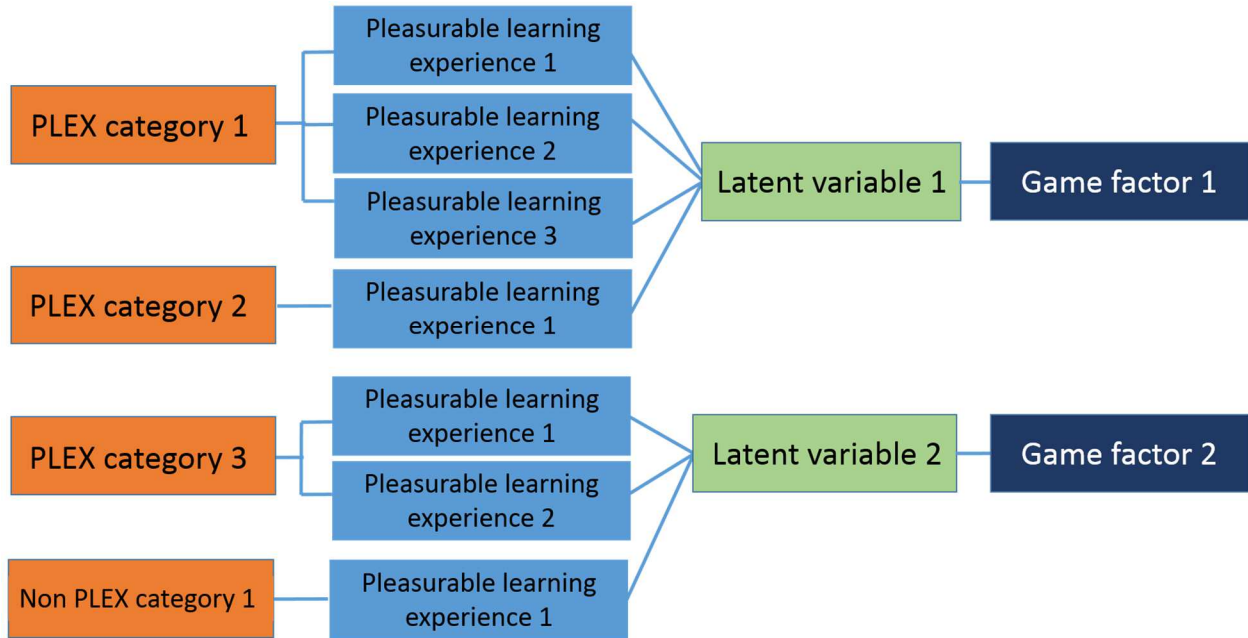 PLEX category 1
Pleasurable learning
experience 1
Pleasurable learning
experience 2
Pleasurable learning
experience 3
Latent variable 1
Game factor 1
PLEX category 2
Pleasurable learning
experience 1
PLEX category 3
Pleasurable learning
experience 1
Pleasurable learning
experience 2
Latent variable 2
Game factor 2
Non PLEX category 1
Pleasurable learning
experience 1